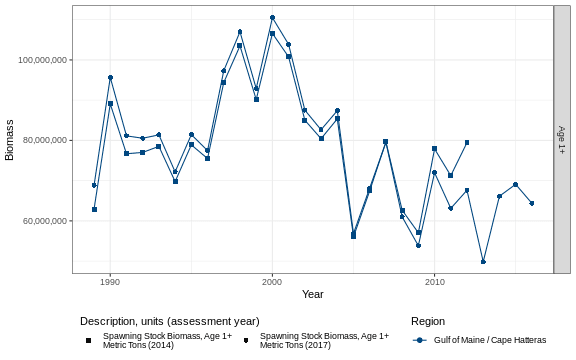 100,000,000
80,000,000
60,000,000
Biomass
Age 1+
1990 2000 2010
Year
Description, units (assessment year)
Spawning Stock Biomass, Age 1+
Metric Tons (2014)
Spawning Stock Biomass, Age 1+
Metric Tons (2017)
Region
Gulf of Maine / Cape Hatteras